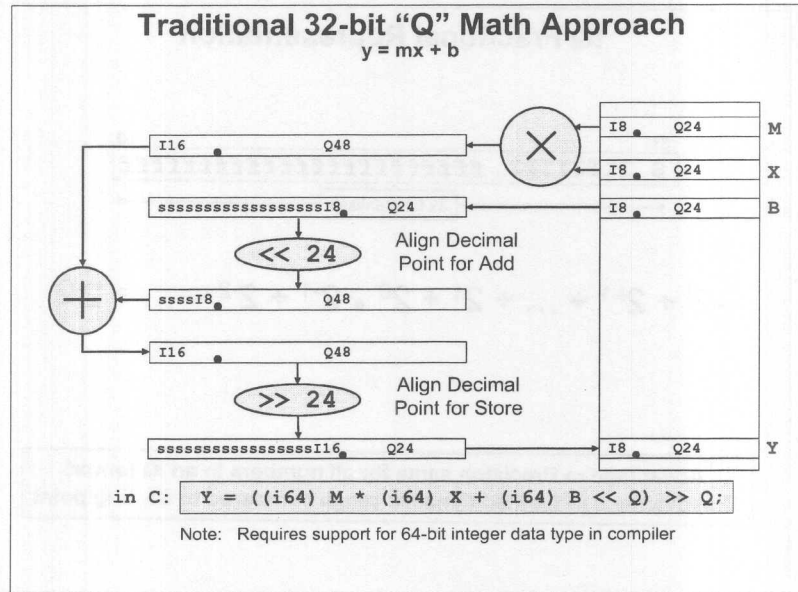 Traditional 32-bit “Q” Math Approach
y = mx + b
I8 Q24 M
I16 Q48
I8 Q24 X
ssssssssssssssssssI8 Q24
I8 Q24 B
<< 24
Align Decimal
Point for Add
ssssI8 Q48
I16 Q48
>> 24
Align Decimal
Point for Store
ssssssssssssssssssI16 Q24
I8 Q24 Y
in C: Y = ((i64) M * (i64) X + (i64) B << Q) >> Q;
Note: Requires support for 64-bit integer data type in compiler